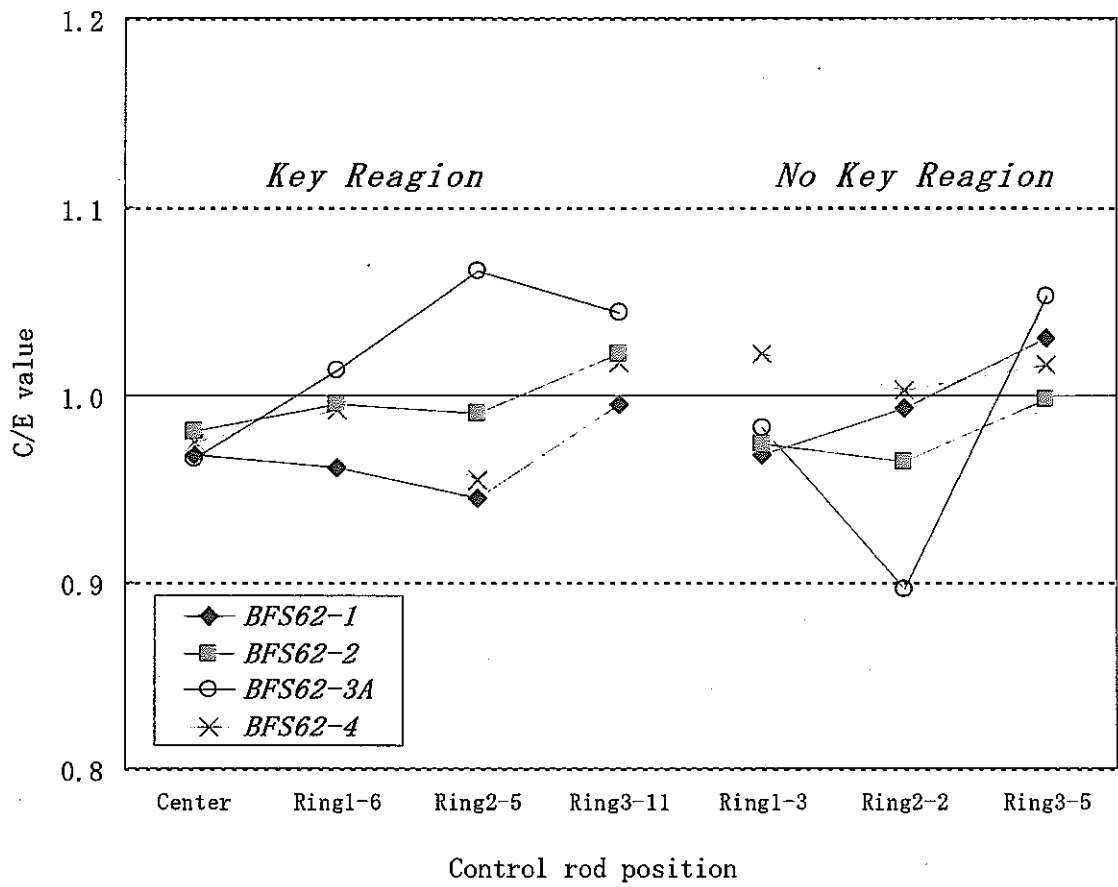 1.2
1.1
1.0
0.9
0.8
C/E value
Key Reagion
No Key Reagion
BFS62-1
BFS62-2
BFS62-3A
BFS62-4
Center Ring1-6 Ring2-5 Ring3-11 Ring1-3 Ring2-2 Ring3-5
Control rod position